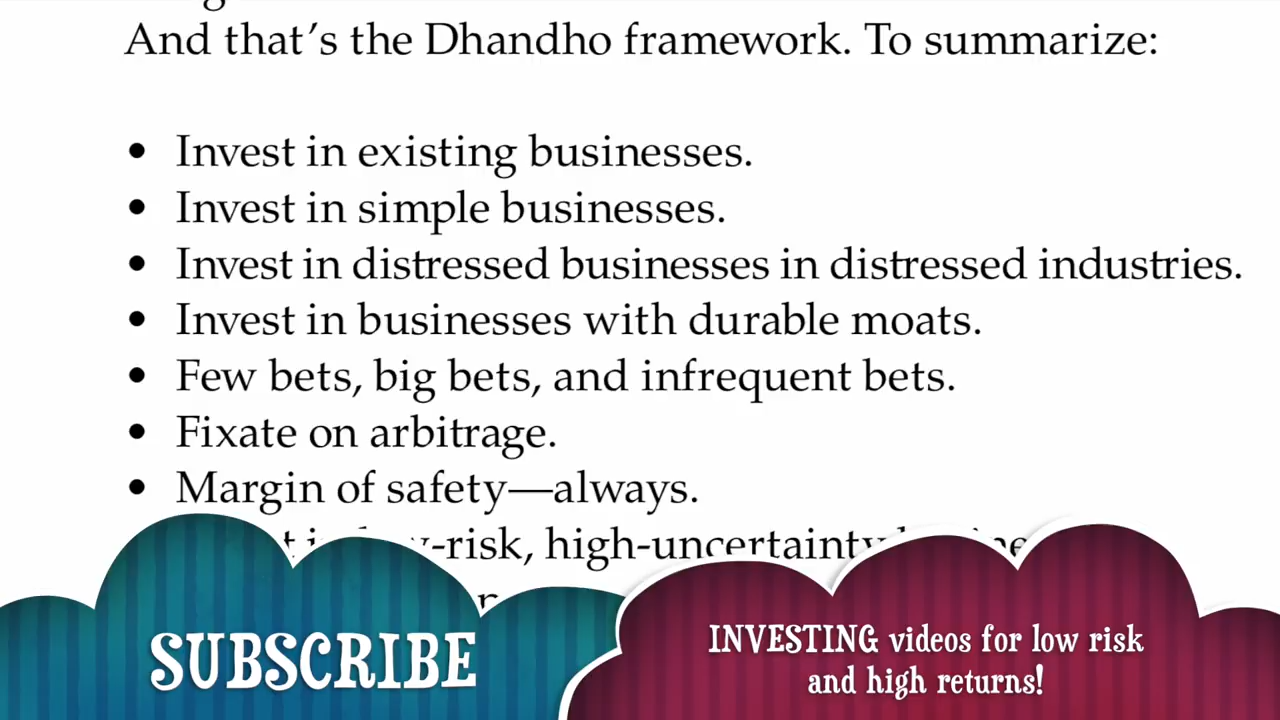 And that's the Dhandho framework. To summarize:
• Invest in existing businesses.
• Invest in simple businesses.
• Invest in distressed businesses in distressed industries.
• Invest in businesses with durable moats.
• Few bets, big bets, and infrequent bets.
• Fixate on arbitrage.
• Margin of safety—always.
-risk, high-uncertainty
SUBSCRIBE
INVESTING videos for low risk
and high returns!